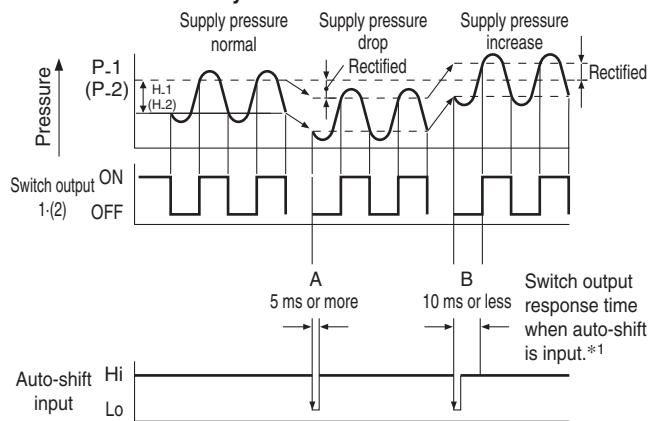 Supply pressure normal
Supply pressure drop
Supply pressure increase
Rectified
Rectified
P_1
(P_2)
H_1
(H_2)
Pressure
Switch output
1·(2)
ON
OFF
A
5 ms or more
B
10 ms or less
Switch output
response time
when auto-shift
is input.*1
Auto-shift
input
Hi
Lo